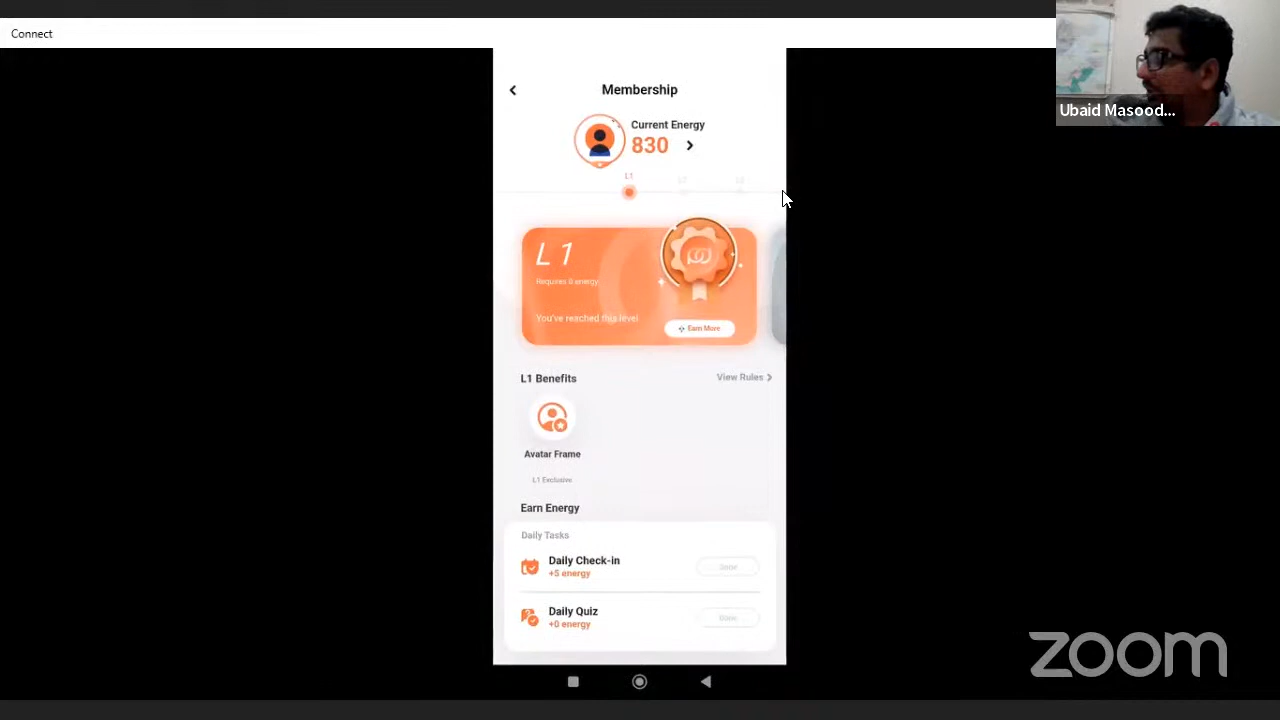 Connect
Ubaid Masood...
Membership
Current Energy
830
L1
L 1
Requires 0 energy
You've reached this level
Earn More
L1 Benefits
View Rules
Avatar Frame
L1 Exclusive
Earn Energy
Daily Tasks
Daily Check-in
+5 energy
Done
Daily Quiz
+0 energy
Done
zoom